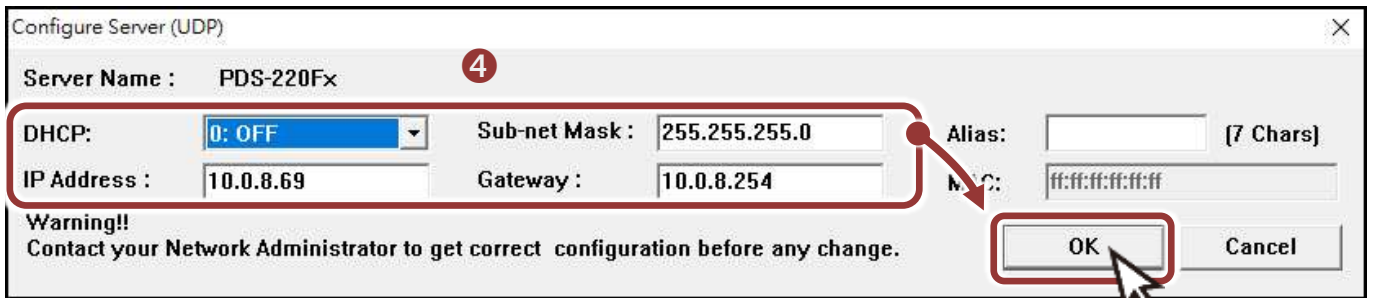 Configure Server (UDP)
Server Name : PDS-220Fx
4
DHCP: 0: OFF Sub-net Mask : 255.255.255.0 Alias: (7 Chars)
IP Address : 10.0.8.69 Gateway : 10.0.8.254 ff:ff:ff:ff:ff:ff
Warning!!
Contact your Network Administrator to get correct configuration before any change.
OK Cancel